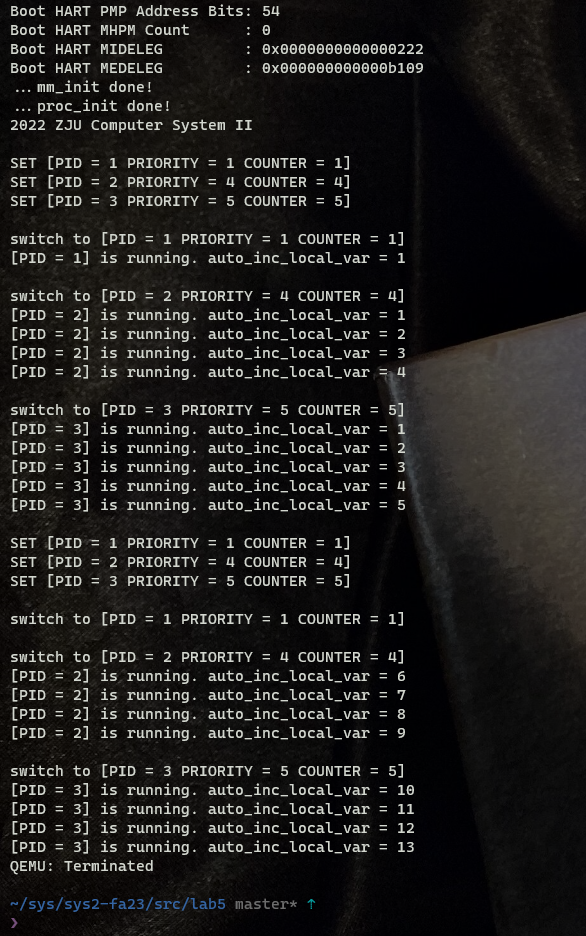 Boot HART PMP Address Bits: 54
Boot HART MHPM Count      : 0
Boot HART MIDELEG         : 0x0000000000000222
Boot HART MEDELEG         : 0x000000000000b109
...mm_init done!
...proc_init done!
2022 ZJU Computer System II
SET [PID = 1 PRIORITY = 1 COUNTER = 1]
SET [PID = 2 PRIORITY = 4 COUNTER = 4]
SET [PID = 3 PRIORITY = 5 COUNTER = 5]
switch to [PID = 1 PRIORITY = 1 COUNTER = 1]
[PID = 1] is running. auto_inc_local_var = 1
switch to [PID = 2 PRIORITY = 4 COUNTER = 4]
[PID = 2] is running. auto_inc_local_var = 1
[PID = 2] is running. auto_inc_local_var = 2
[PID = 2] is running. auto_inc_local_var = 3
[PID = 2] is running. auto_inc_local_var = 4
switch to [PID = 3 PRIORITY = 5 COUNTER = 5]
[PID = 3] is running. auto_inc_local_var = 1
[PID = 3] is running. auto_inc_local_var = 2
[PID = 3] is running. auto_inc_local_var = 3
[PID = 3] is running. auto_inc_local_var = 4
[PID = 3] is running. auto_inc_local_var = 5
SET [PID = 1 PRIORITY = 1 COUNTER = 1]
SET [PID = 2 PRIORITY = 4 COUNTER = 4]
SET [PID = 3 PRIORITY = 5 COUNTER = 5]
switch to [PID = 1 PRIORITY = 1 COUNTER = 1]
switch to [PID = 2 PRIORITY = 4 COUNTER = 4]
[PID = 2] is running. auto_inc_local_var = 6
[PID = 2] is running. auto_inc_local_var = 7
[PID = 2] is running. auto_inc_local_var = 8
[PID = 2] is running. auto_inc_local_var = 9
switch to [PID = 3 PRIORITY = 5 COUNTER = 5]
[PID = 3] is running. auto_inc_local_var = 10
[PID = 3] is running. auto_inc_local_var = 11
[PID = 3] is running. auto_inc_local_var = 12
[PID = 3] is running. auto_inc_local_var = 13
QEMU: Terminated
~/sys/sys2-fa23/src/lab5 master* ↑
❯